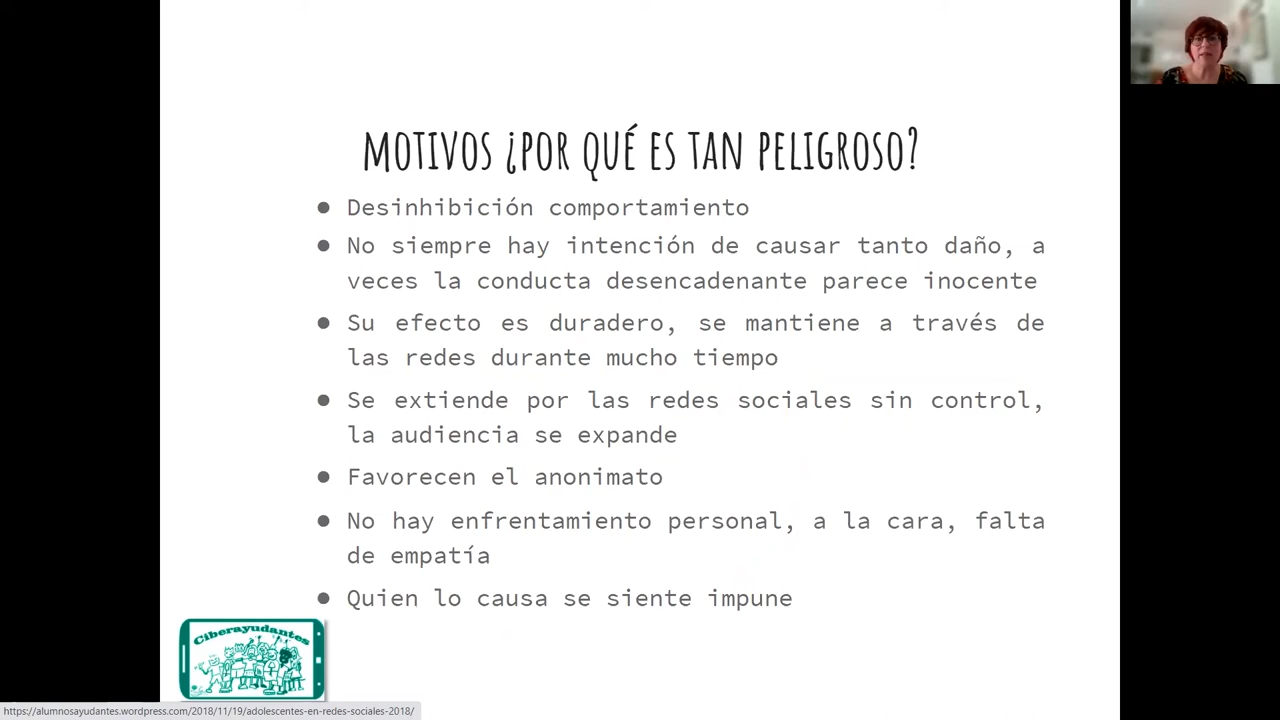 MOTIVOS ¿POR QUÉ ES TAN PELIGROSO?
● Desinhibición comportamiento
● No siempre hay intención de causar tanto daño, a
veces la conducta desencadenante parece inocente
● Su efecto es duradero, se mantiene a través de
las redes durante mucho tiempo
● Se extiende por las redes sociales sin control,
la audiencia se expande
● Favorecen el anonimato
● No hay enfrentamiento personal, a la cara, falta
de empatía
● Quien lo causa se siente impune
Ciberayudantes
https://alumnosayudantes.wordpress.com/2018/11/19/adolescentes-en-redes-sociales-2018/